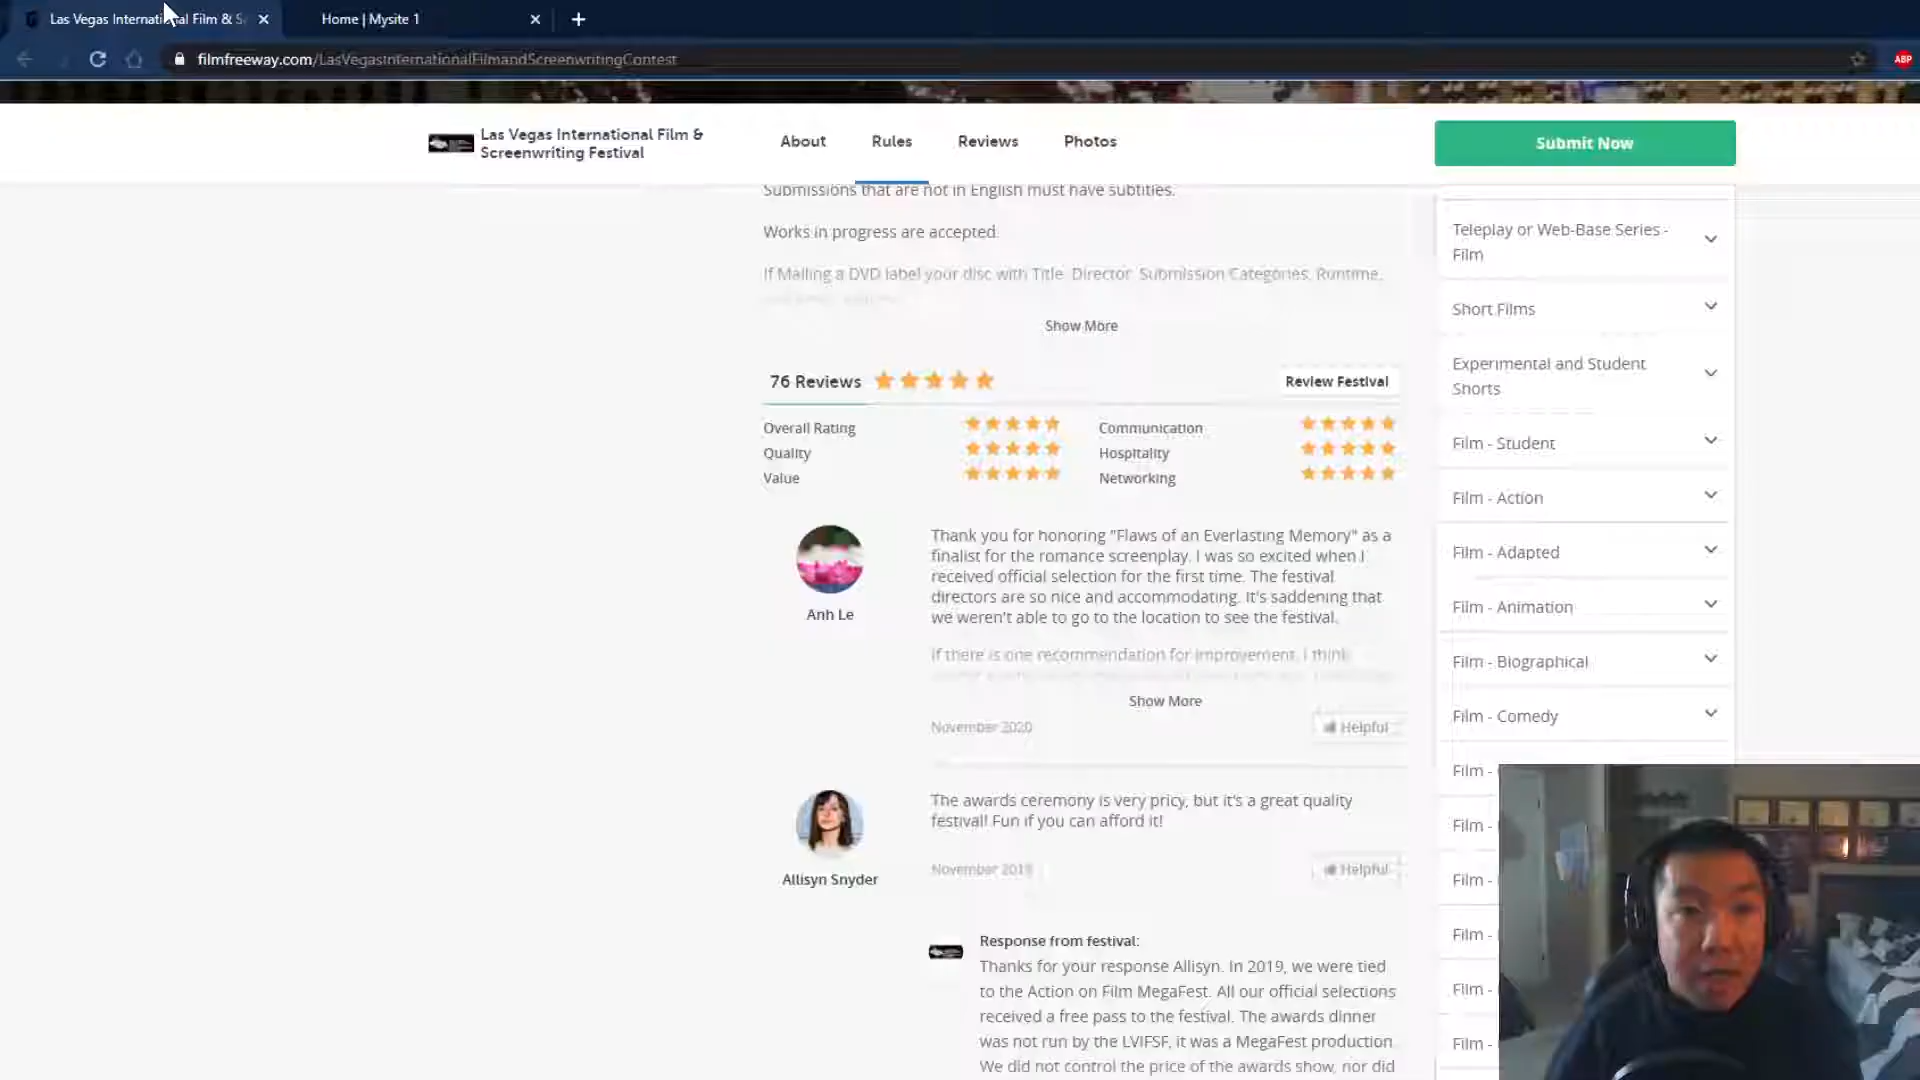 Las Vegas International Film & S
Home | Mysite 1
filmfreeway.com/LasVegasInternationalFilmandScreenwritingContest
ABP
Las Vegas International Film &
Screenwriting Festival
About
Rules
Reviews
Photos
Submit Now
Submissions that are not in English must have subtitles.
Works in progress are accepted.
If Mailing a DVD label your disc with Title, Director, Submission Categories, Runtime,
Show More
76 Reviews
Review Festival
Overall Rating
Communication
Quality
Hospitality
Value
Networking
Anh Le
Thank you for honoring "Flaws of an Everlasting Memory" as a
finalist for the romance screenplay. I was so excited when I
received official selection for the first time. The festival
directors are so nice and accommodating. It's saddening that
we weren't able to go to the location to see the festival.
If there is one recommendation for improvement, I think
Show More
November 2020
Helpful
Allisyn Snyder
The awards ceremony is very pricy, but it's a great quality
festival! Fun if you can afford it!
November 2019
Helpful
Response from festival:
Thanks for your response Allisyn. In 2019, we were tied
to the Action on Film MegaFest. All our official selections
received a free pass to the festival. The awards dinner
was not run by the LVIFSF, it was a MegaFest production.
We did not control the price of the awards show, nor did
Teleplay or Web-Base Series -
Film
Short Films
Experimental and Student
Shorts
Film - Student
Film - Action
Film - Adapted
Film - Animation
Film - Biographical
Film - Comedy
Film -
Film -
Film -
Film -
Film -
Film -